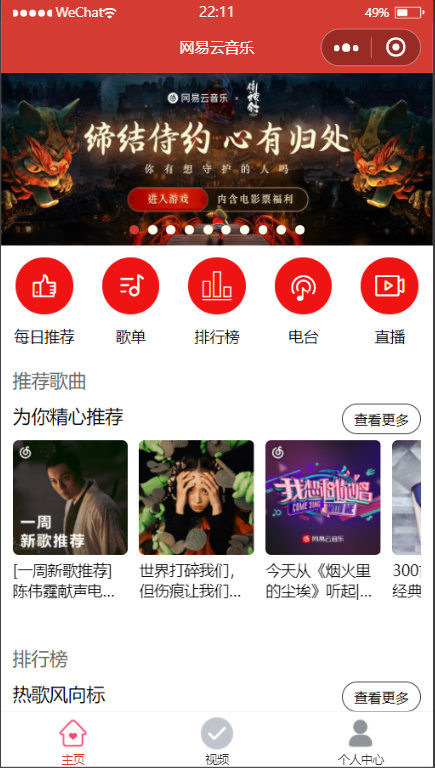 WeChat
22:11
49%
网易云音乐
网易云音乐
侍神令
缔结侍约 心有归处
你有想守护的人吗
进入游戏 内含电影票福利
每日推荐 歌单 排行榜 电台 直播
推荐歌曲
为你精心推荐
查看更多
一周
新歌推荐
我想和你唱
COME SING WITH ME
网易云音乐
[一周新歌推荐]
陈伟霆献声电...
世界打碎我们，
但伤痕让我们...
今天从《烟火里
的尘埃》听起|...
300
经典
排行榜
热歌风向标
查看更多
主页 视频 个人中心